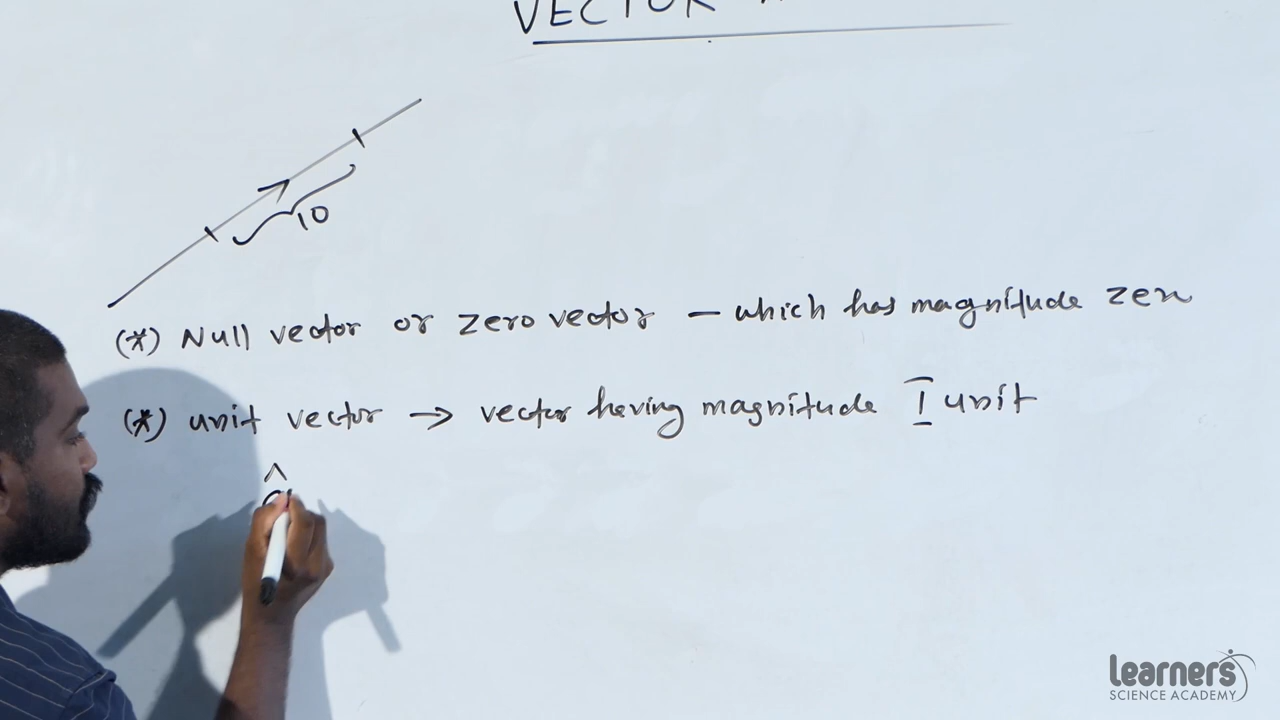 VECTOR
10
(*) Null vector or zero vector – which has magnitude zero
(*) unit vector → vector having magnitude 1 unit
learners
SCIENCE ACADEMY